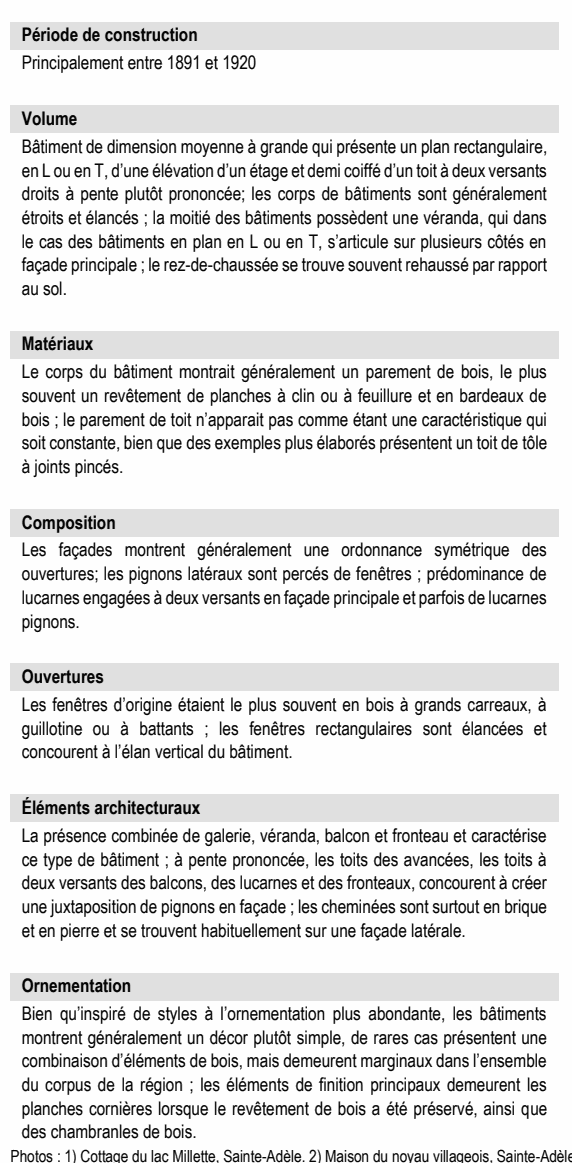 Période de construction
Principalement entre 1891 et 1920
Volume
Bâtiment de dimension moyenne à grande qui présente un plan rectangulaire,
en L ou en T, d’une élévation d’un étage et demi coiffé d’un toit à deux versants
droits à pente plutôt prononcée; les corps de bâtiments sont généralement
étroits et élancés ; la moitié des bâtiments possèdent une véranda, qui dans
le cas des bâtiments en plan en L ou en T, s’articule sur plusieurs côtés en
façade principale ; le rez-de-chaussée se trouve souvent rehaussé par rapport
au sol.
Matériaux
Le corps du bâtiment montrait généralement un parement de bois, le plus
souvent un revêtement de planches à clin ou à feuillure et en bardeaux de
bois ; le parement de toit n’apparait pas comme étant une caractéristique qui
soit constante, bien que des exemples plus élaborés présentent un toit de tôle
à joints pincés.
Composition
Les façades montrent généralement une ordonnance symétrique des
ouvertures; les pignons latéraux sont percés de fenêtres ; prédominance de
lucarnes engagées à deux versants en façade principale et parfois de lucarnes
pignons.
Ouvertures
Les fenêtres d’origine étaient le plus souvent en bois à grands carreaux, à
guillotine ou à battants ; les fenêtres rectangulaires sont élancées et
concourent à l’élan vertical du bâtiment.
Éléments architecturaux
La présence combinée de galerie, véranda, balcon et fronteau et caractérise
ce type de bâtiment ; à pente prononcée, les toits des avancées, les toits à
deux versants des balcons, des lucarnes et des fronteaux, concourent à créer
une juxtaposition de pignons en façade ; les cheminées sont surtout en brique
et en pierre et se trouvent habituellement sur une façade latérale.
Ornementation
Bien qu’inspiré de styles à l’ornementation plus abondante, les bâtiments
montrent généralement un décor plutôt simple, de rares cas présentent une
combinaison d’éléments de bois, mais demeurent marginaux dans l’ensemble
du corpus de la région ; les éléments de finition principaux demeurent les
planches cornières lorsque le revêtement de bois a été préservé, ainsi que
des chambranles de bois.
Photos : 1) Cottage du lac Millette, Sainte-Adèle. 2) Maison du noyau villageois, Sainte-Adèle